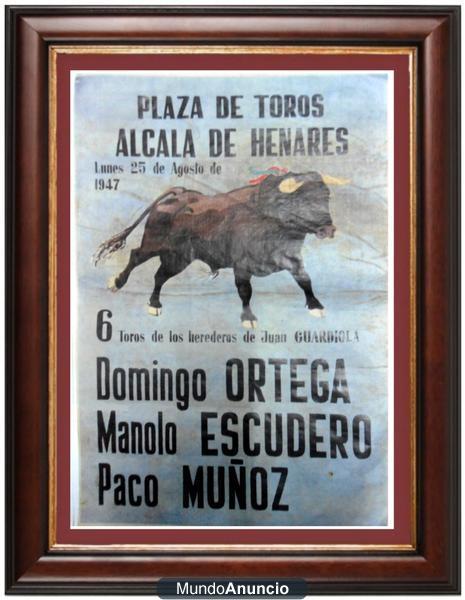 PLAZA DE TOROS
ALCALA DE HENARES
Lunes 25 de Agosto de
1947
6 Toros de los herederos de Juan GUARDIOLA
Domingo ORTEGA
Manolo ESCUDERO
Paco MUÑOZ
MundoAnuncio